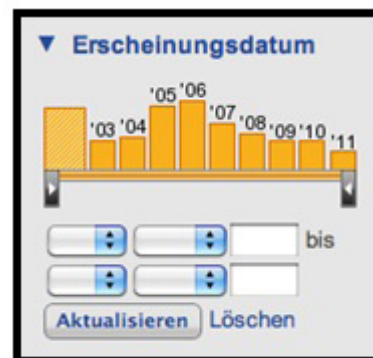 ▼ Erscheinungsdatum
'03 '04 '05 '06 '07 '08 '09 '10 '11
bis
Aktualisieren Löschen